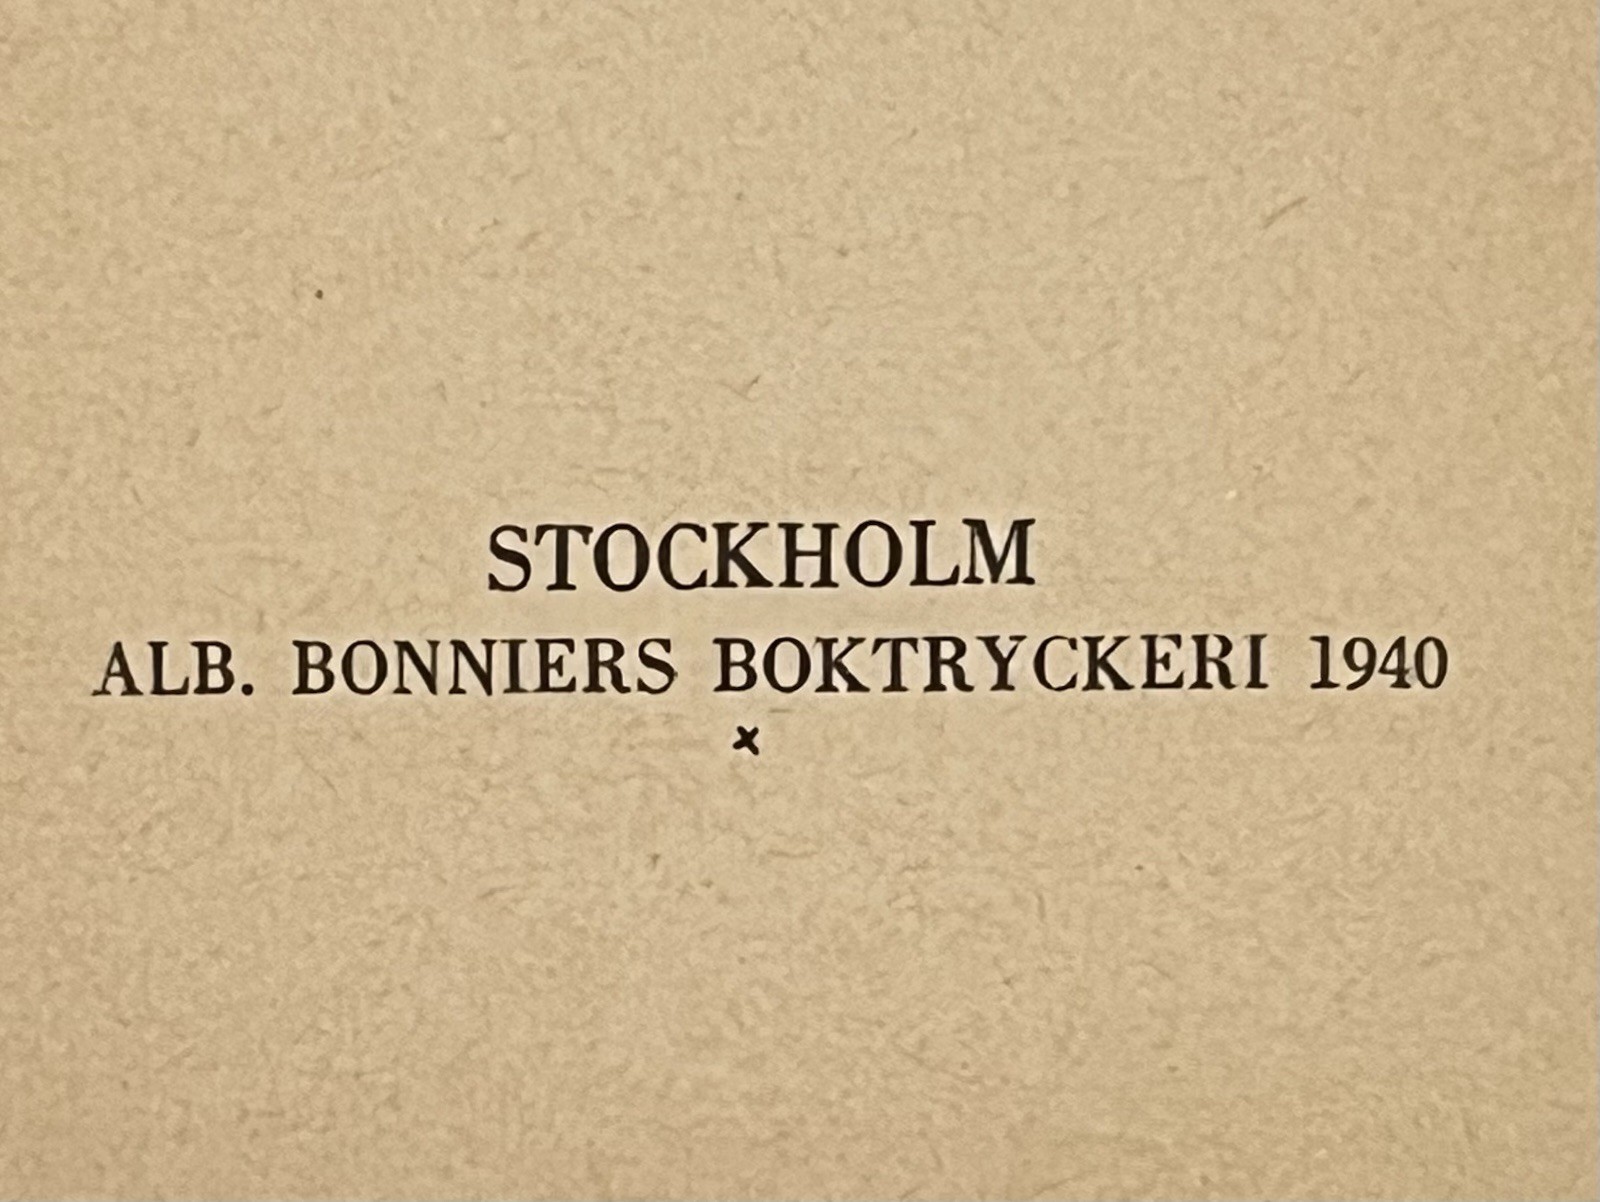 STOCKHOLM
ALB. BONNIERS BOKTRYCKERI 1940
×